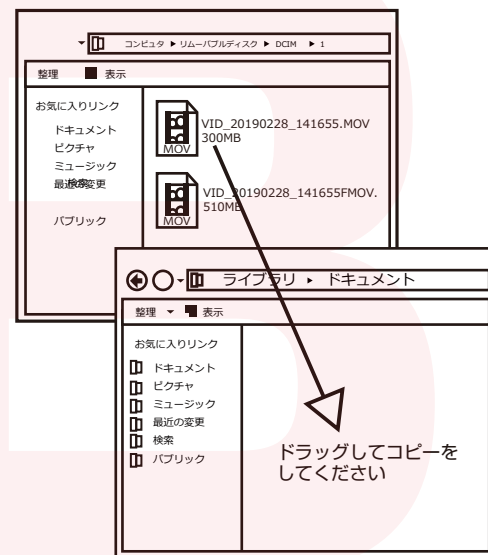 コンピュタ ▶ リムーバブルディスク ▶ DCIM ▶ 1
整理 表示
お気に入りリンク
ドキュメント
ピクチャ
ミュージック
最近の変更
検索
パブリック
VID_20190228_141655.MOV
300MB
MOV
VID_20190228_141655FMOV.
510MB
MOV
ライブラリ ▶ ドキュメント
整理 ▼ 表示
お気に入りリンク
ドキュメント
ピクチャ
ミュージック
最近の変更
検索
パブリック
ドラッグしてコピーを
してください